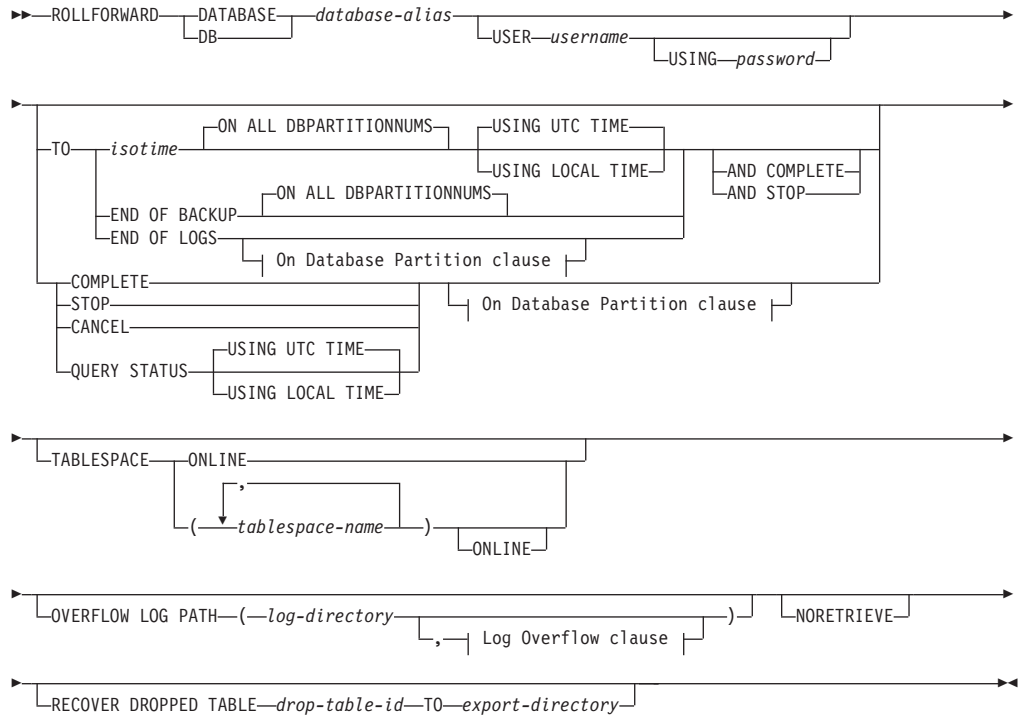 ROLLFORWARD DATABASE database-alias
DB USER username
USING password
ON ALL DBPARTITIONNUMS USING UTC TIME
TO isotime
USING LOCAL TIME AND COMPLETE
ON ALL DBPARTITIONNUMS AND STOP
END OF BACKUP
END OF LOGS
On Database Partition clause
COMPLETE
STOP On Database Partition clause
CANCEL
USING UTC TIME
QUERY STATUS
USING LOCAL TIME
TABLESPACE ONLINE
,
( tablespace-name )
ONLINE
OVERFLOW LOG PATH ( log-directory ) NORETRIEVE
, Log Overflow clause
RECOVER DROPPED TABLE drop-table-id TO export-directory